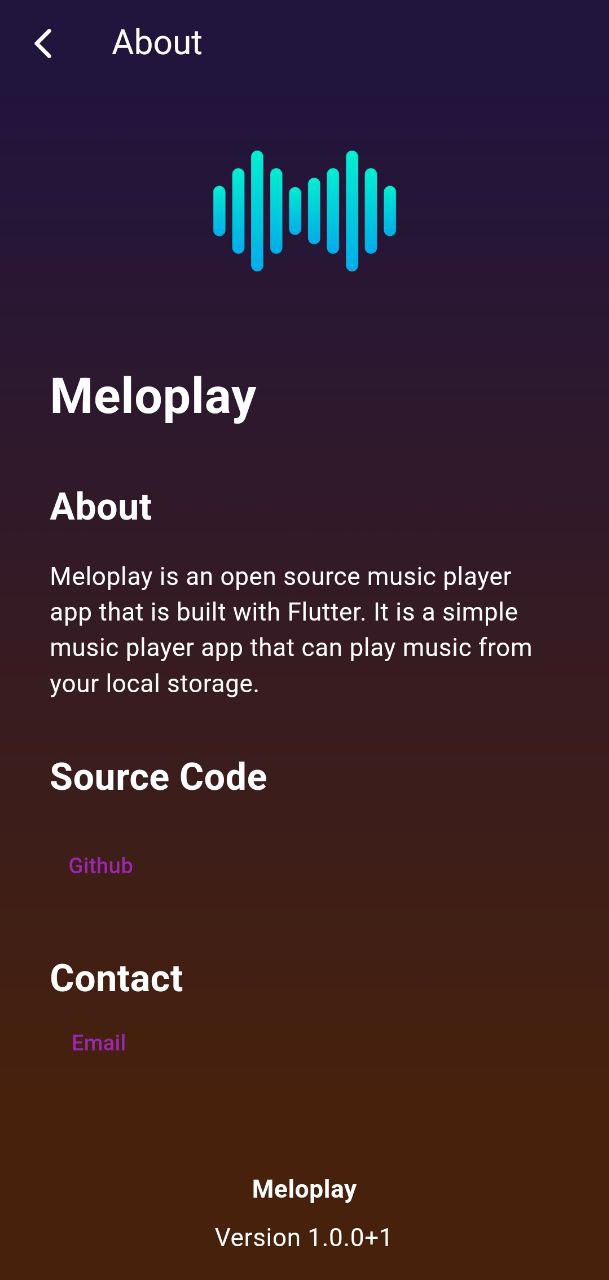 About
Meloplay
About
Meloplay is an open source music player
app that is built with Flutter. It is a simple
music player app that can play music from
your local storage.
Source Code
Github
Contact
Email
Meloplay
Version 1.0.0+1